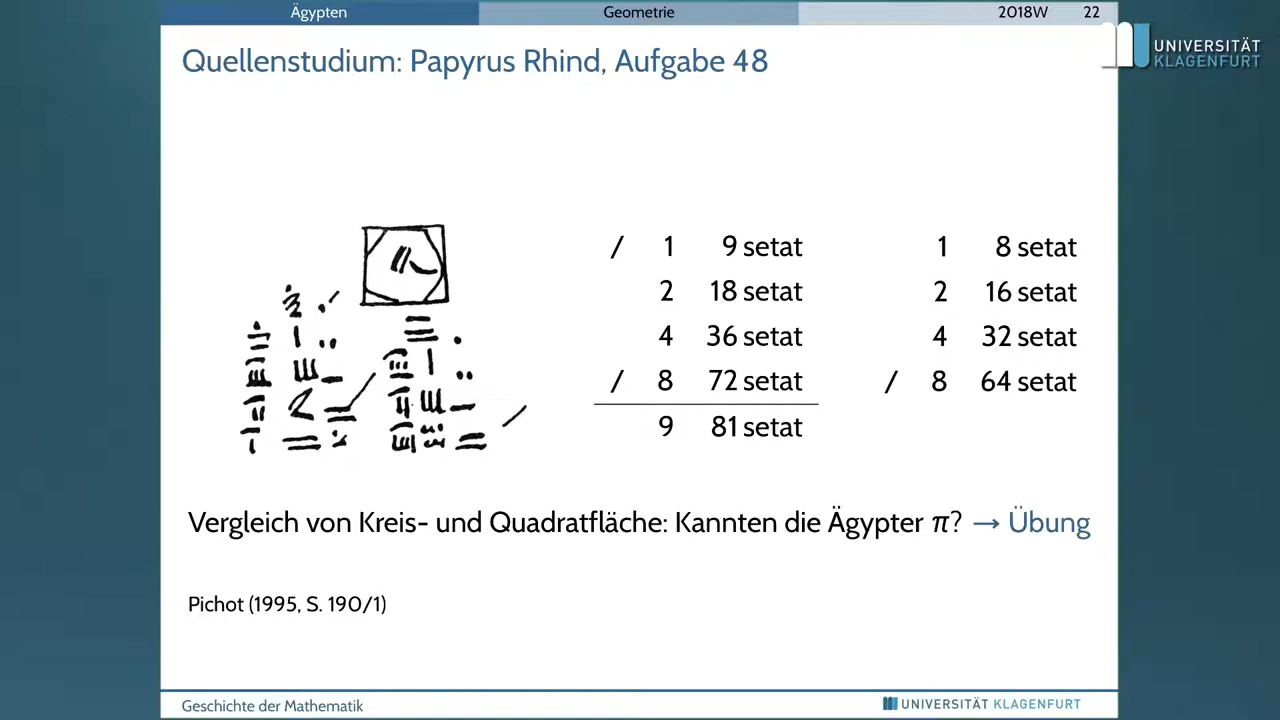 Ägypten Geometrie 2018W 22
UNIVERSITÄT
KLAGENFURT
Quellenstudium: Papyrus Rhind, Aufgabe 48
/ 1 9 setat 1 8 setat
2 18 setat 2 16 setat
4 36 setat 4 32 setat
/ 8 72 setat / 8 64 setat
9 81 setat
Vergleich von Kreis- und Quadratfläche: Kannten die Ägypter π? → Übung
Pichot (1995, S. 190/1)
Geschichte der Mathematik UNIVERSITÄT KLAGENFURT